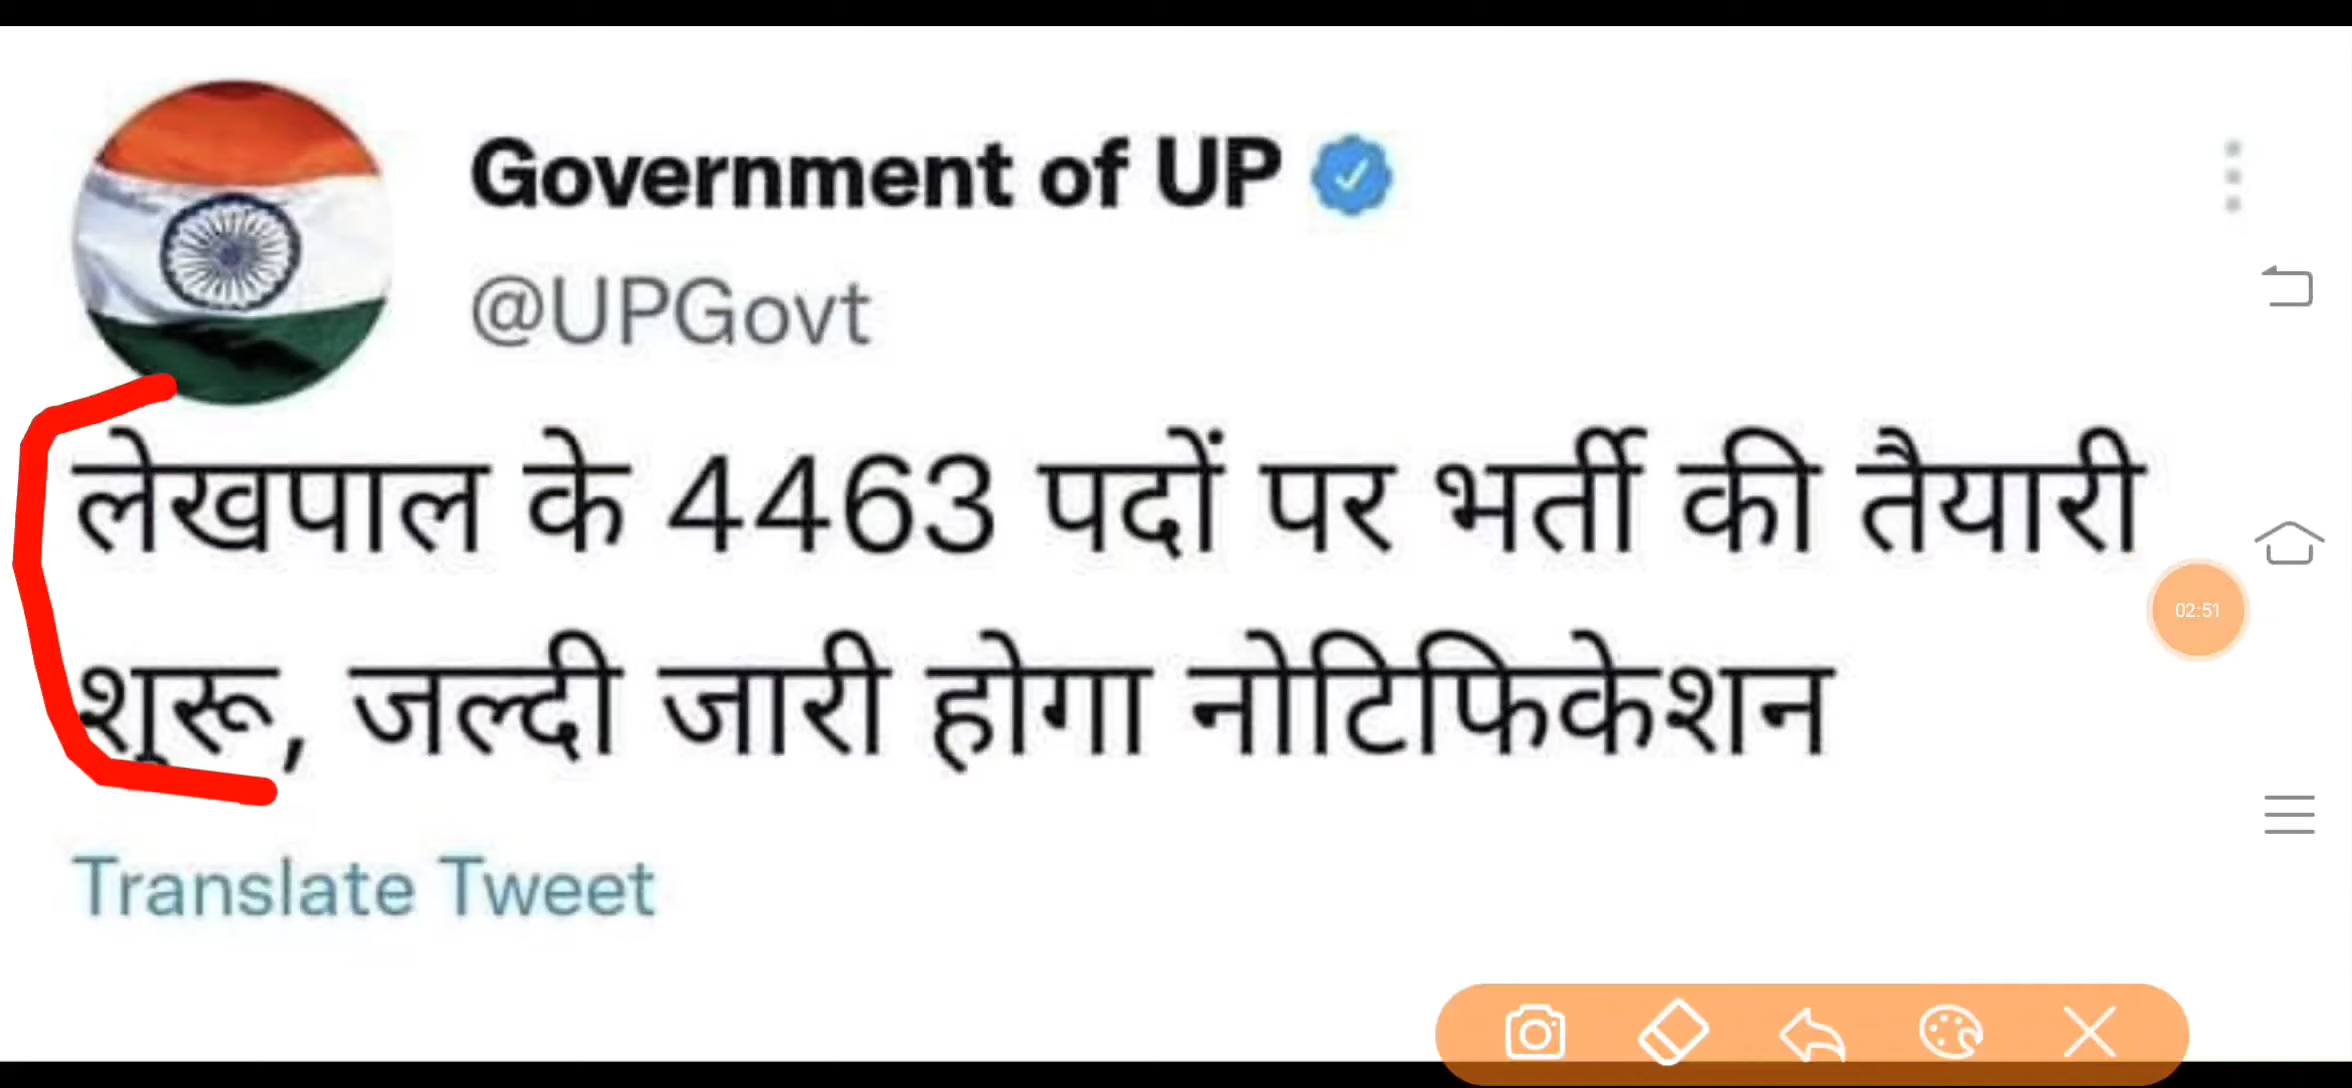 Government of UP
@UPGovt
लेखपाल के 4463 पदों पर भर्ती की तैयारी
शुरू, जल्दी जारी होगा नोटिफिकेशन
02:51
Translate Tweet